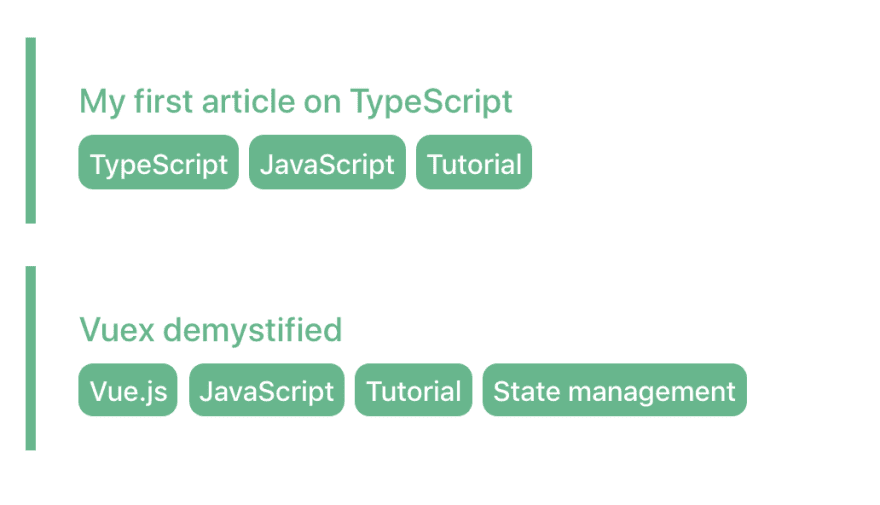 My first article on TypeScript
TypeScript JavaScript Tutorial
Vuex demystified
Vue.js JavaScript Tutorial State management